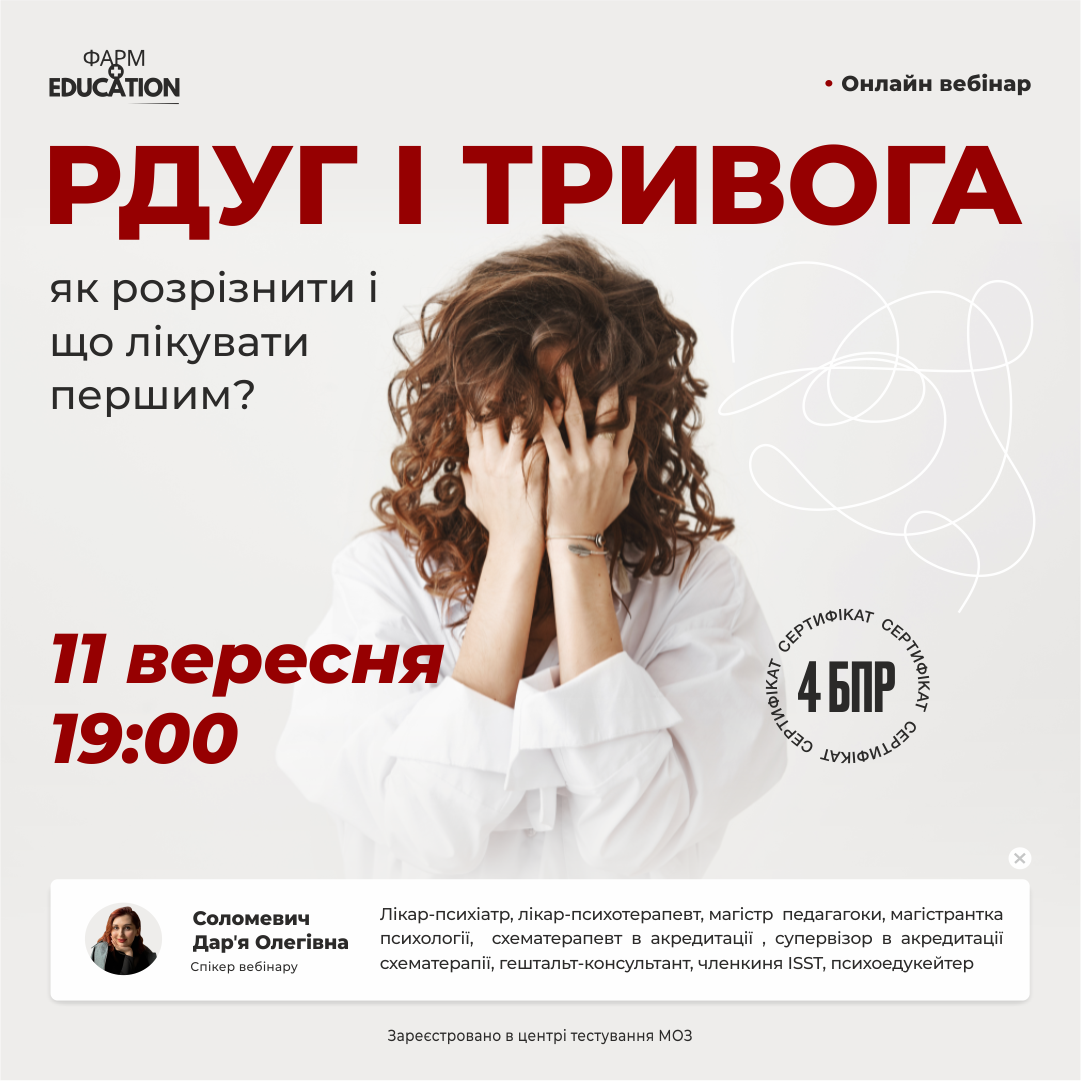 ФАРМ
EDUCATION
• Онлайн вебінар
РДУГ І ТРИВОГА
як розрізнити і
що лікувати
першим?
11 вересня
19:00
СЕРТИФІКАТ СЕРТИФІКАТ СЕРТИФІКАТ СЕРТИФІКАТ
4 БПР
Соломевич
Дар'я Олегівна
Спікер вебінару
Лікар-психіатр, лікар-психотерапевт, магістр педагагоки, магістрантка
психології, схематерапевт в акредитації , супервізор в акредитації
схематерапії, гештальт-консультант, членкиня ISST, психоедукейтер
Зареєстровано в центрі тестування МОЗ